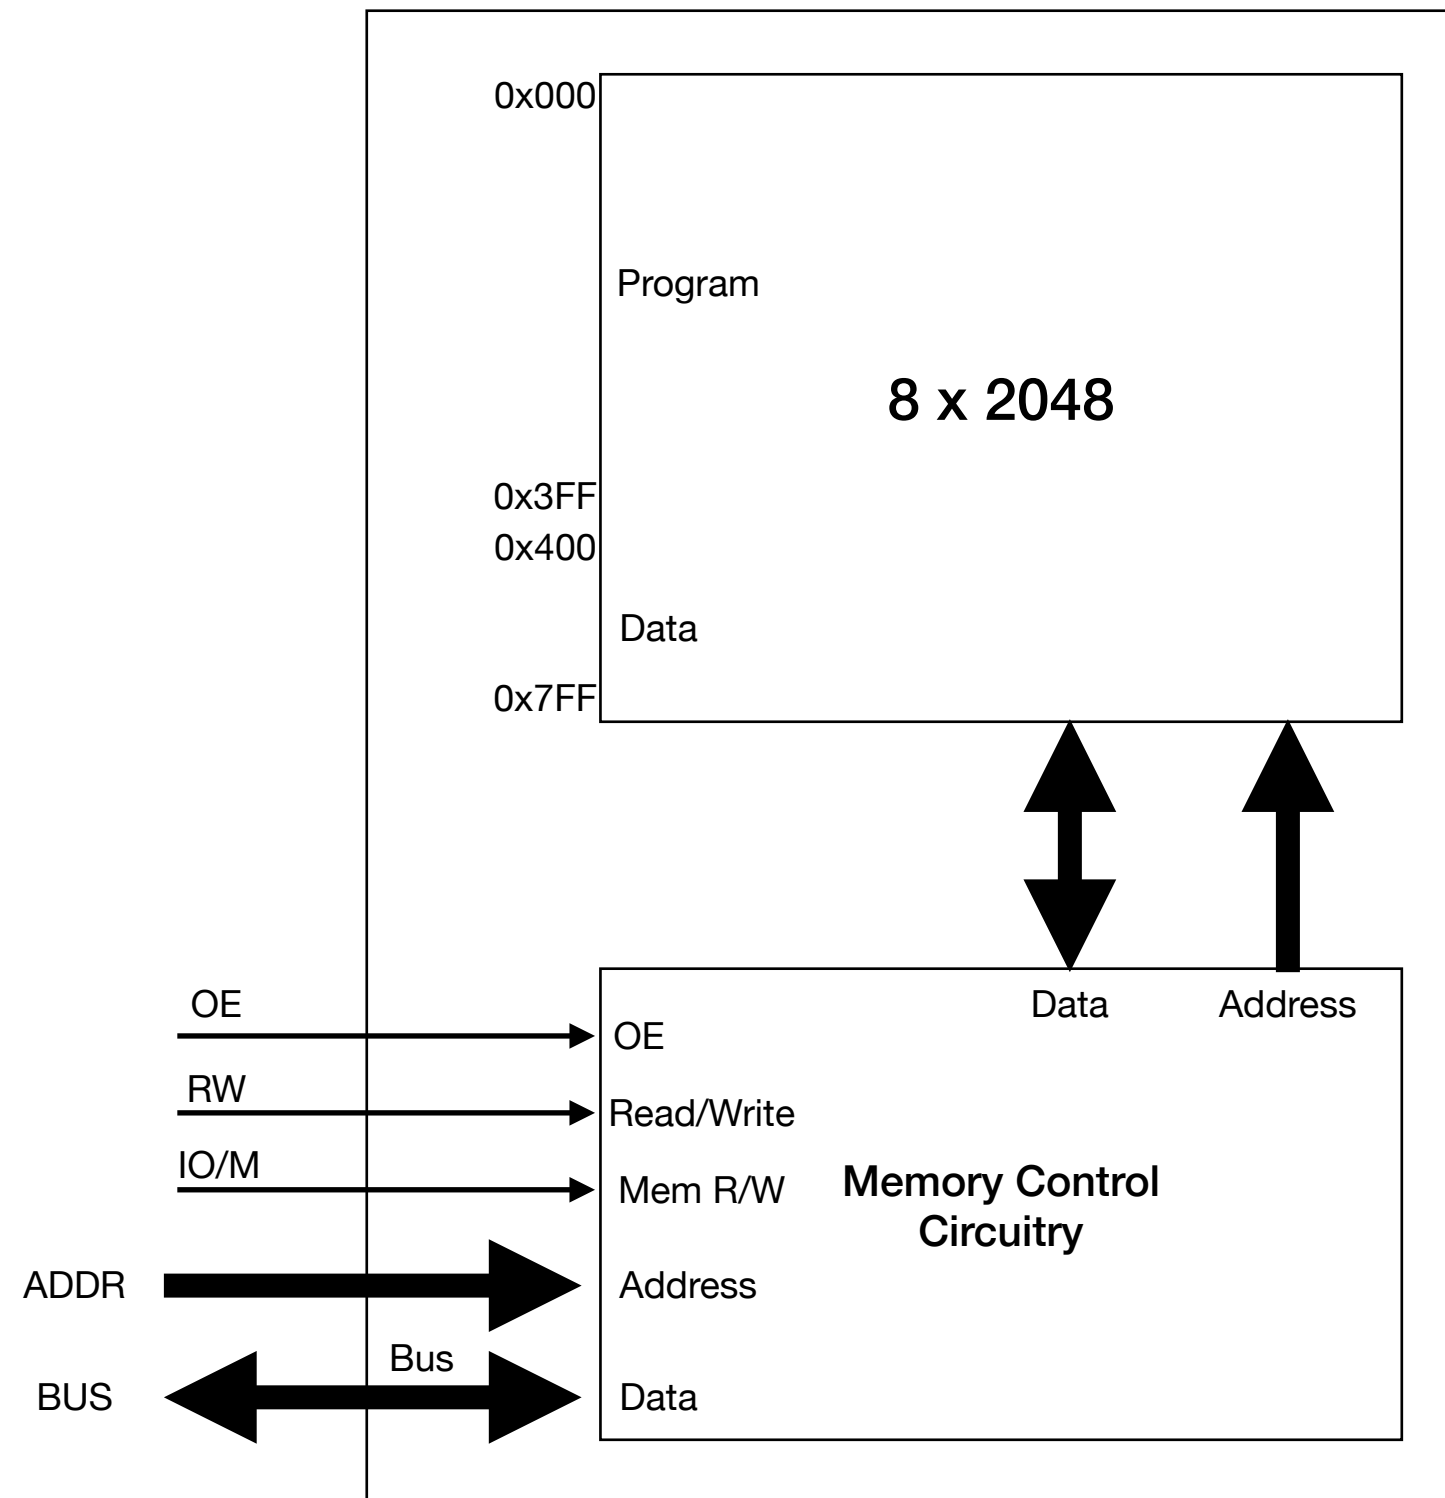 0x000
Program
8 x 2048
0x3FF
0x400
Data
0x7FF
Data
Address
OE
OE
RW
Read/Write
IO/M
Mem R/W
Memory Control
Circuitry
ADDR
Address
Bus
BUS
Data